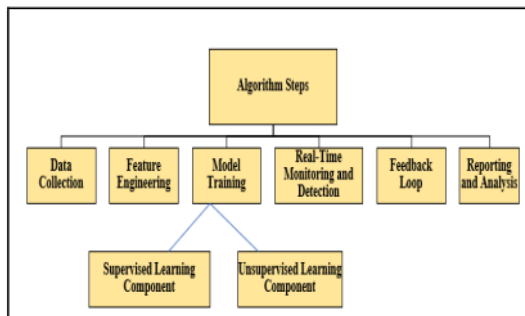 Algorithm Steps
Data
Collection
Feature
Engineering
Model
Training
Real-Time
Monitoring and
Detection
Feedback
Loop
Reporting
and Analysis
Supervised Learning
Component
Unsupervised Learning
Component